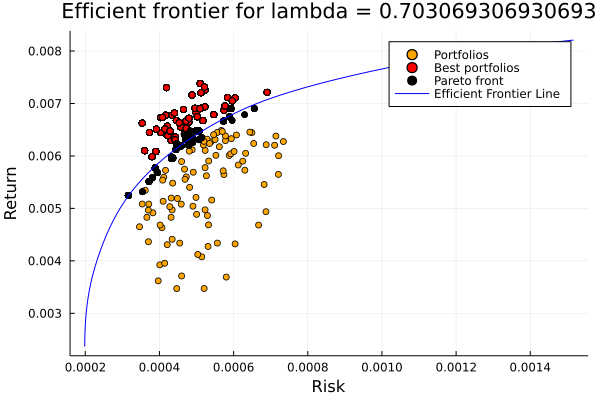 Efficient frontier for lambda = 0.703069306930693
0.008
0.007
0.006
0.005
0.004
0.003
Return
Portfolios
Best portfolios
Pareto front
Efficient Frontier Line
0.0002
0.0004
0.0006
0.0008
0.0010
0.0012
0.0014
Risk